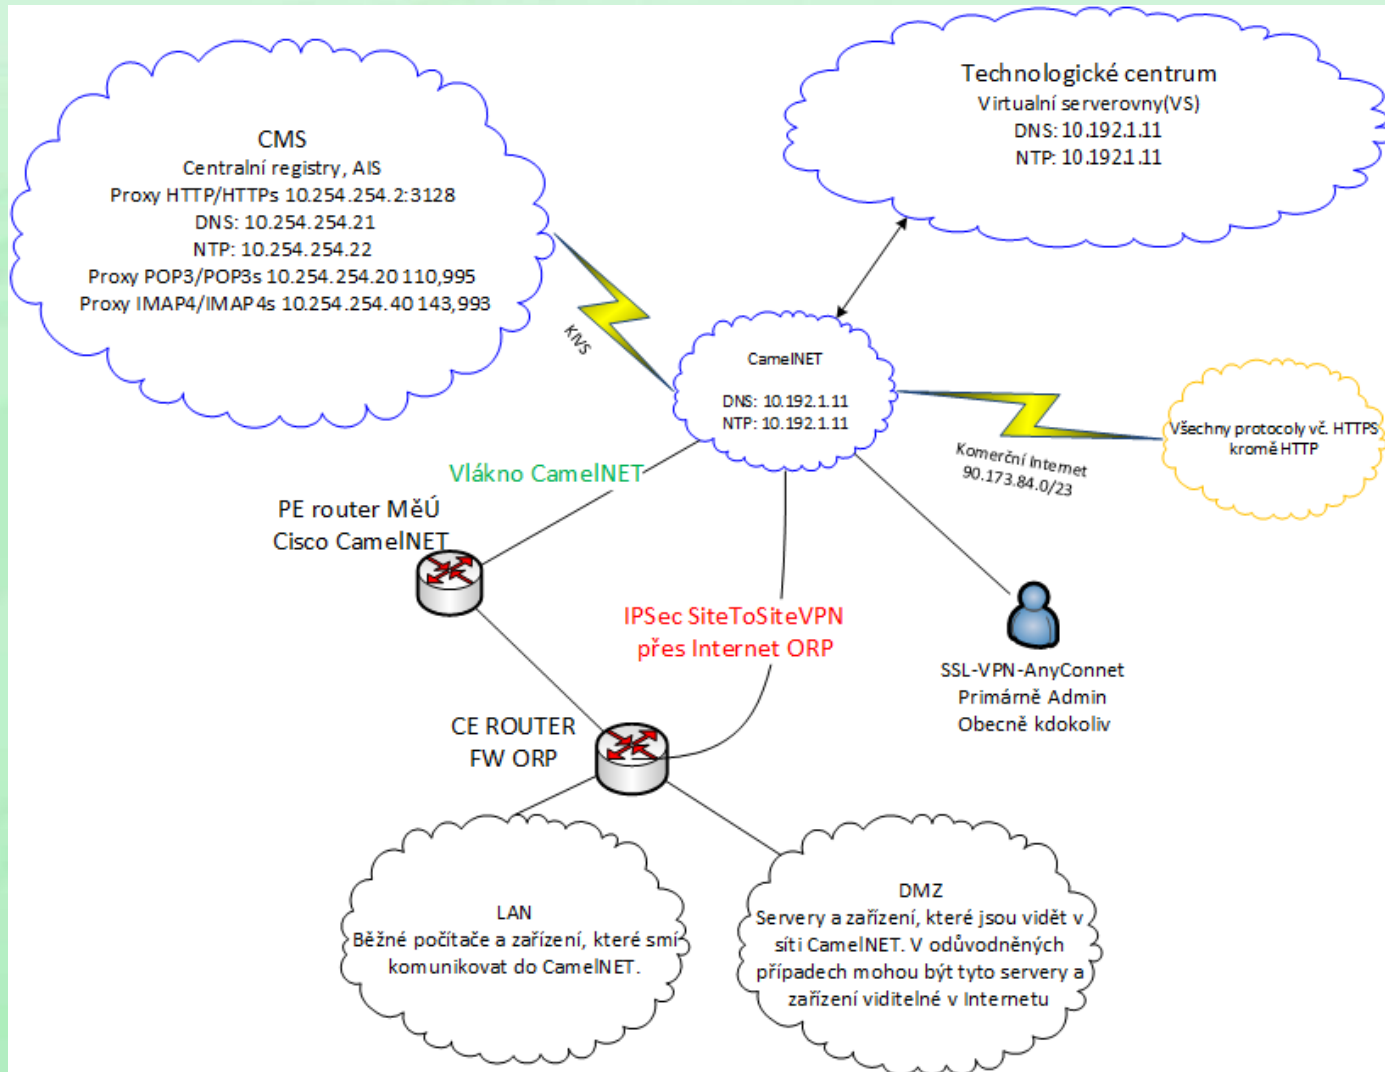 CMS
Centralní registry, AIS
Proxy HTTP/HTTPs 10.254.254.2:3128
DNS: 10.254.254.21
NTP: 10.254.254.22
Proxy POP3/POP3s 10.254.254.20 110,995
Proxy IMAP4/IMAP4s 10.254.254.40 143,993
Technologické centrum
Virtualní serverovny(VS)
DNS: 10.192.1.11
NTP: 10.192.1.11
KIVS
CamelNET
DNS: 10.192.1.11
NTP: 10.192.1.11
Všechny protocoly vč. HTTPS
kromě HTTP
Komerční Internet
90.173.84.0/23
Vlákno CamelNET
PE router MěÚ
Cisco CamelNET
IPSec SiteToSiteVPN
přes Internet ORP
SSL-VPN-AnyConnet
Primárně Admin
Obecně kdokoliv
CE ROUTER
FW ORP
LAN
Běžné počítače a zařízení, které smí
komunikovat do CamelNET.
DMZ
Servery a zařízení, které jsou vidět v
síti CamelNET. V odůvodněných
případech mohou být tyto servery a
zařízení viditelné v Internetu